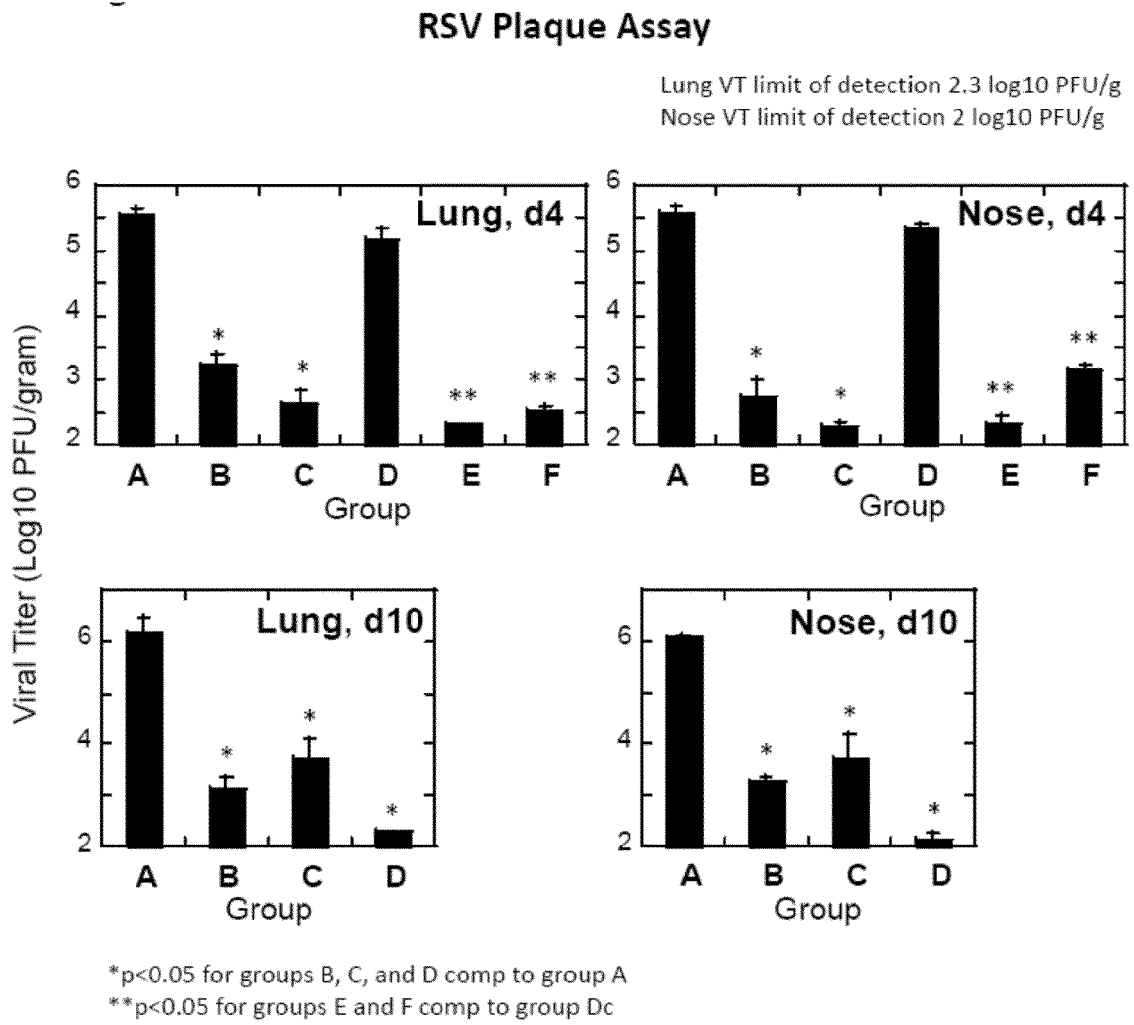 RSV Plaque Assay
Lung VT limit of detection 2.3 log10 PFU/g
Nose VT limit of detection 2 log10 PFU/g
Viral Titer (Log10 PFU/gram)
Lung, d4
6
5
4
3
2
* * ** **
A B C D E F
Group
Nose, d4
6
5
4
3
2
* * ** **
A B C D E F
Group
Lung, d10
6
4
2
* * *
A B C D
Group
Nose, d10
6
4
2
* * *
A B C D
Group
*p<0.05 for groups B, C, and D comp to group A
**p<0.05 for groups E and F comp to group Dc